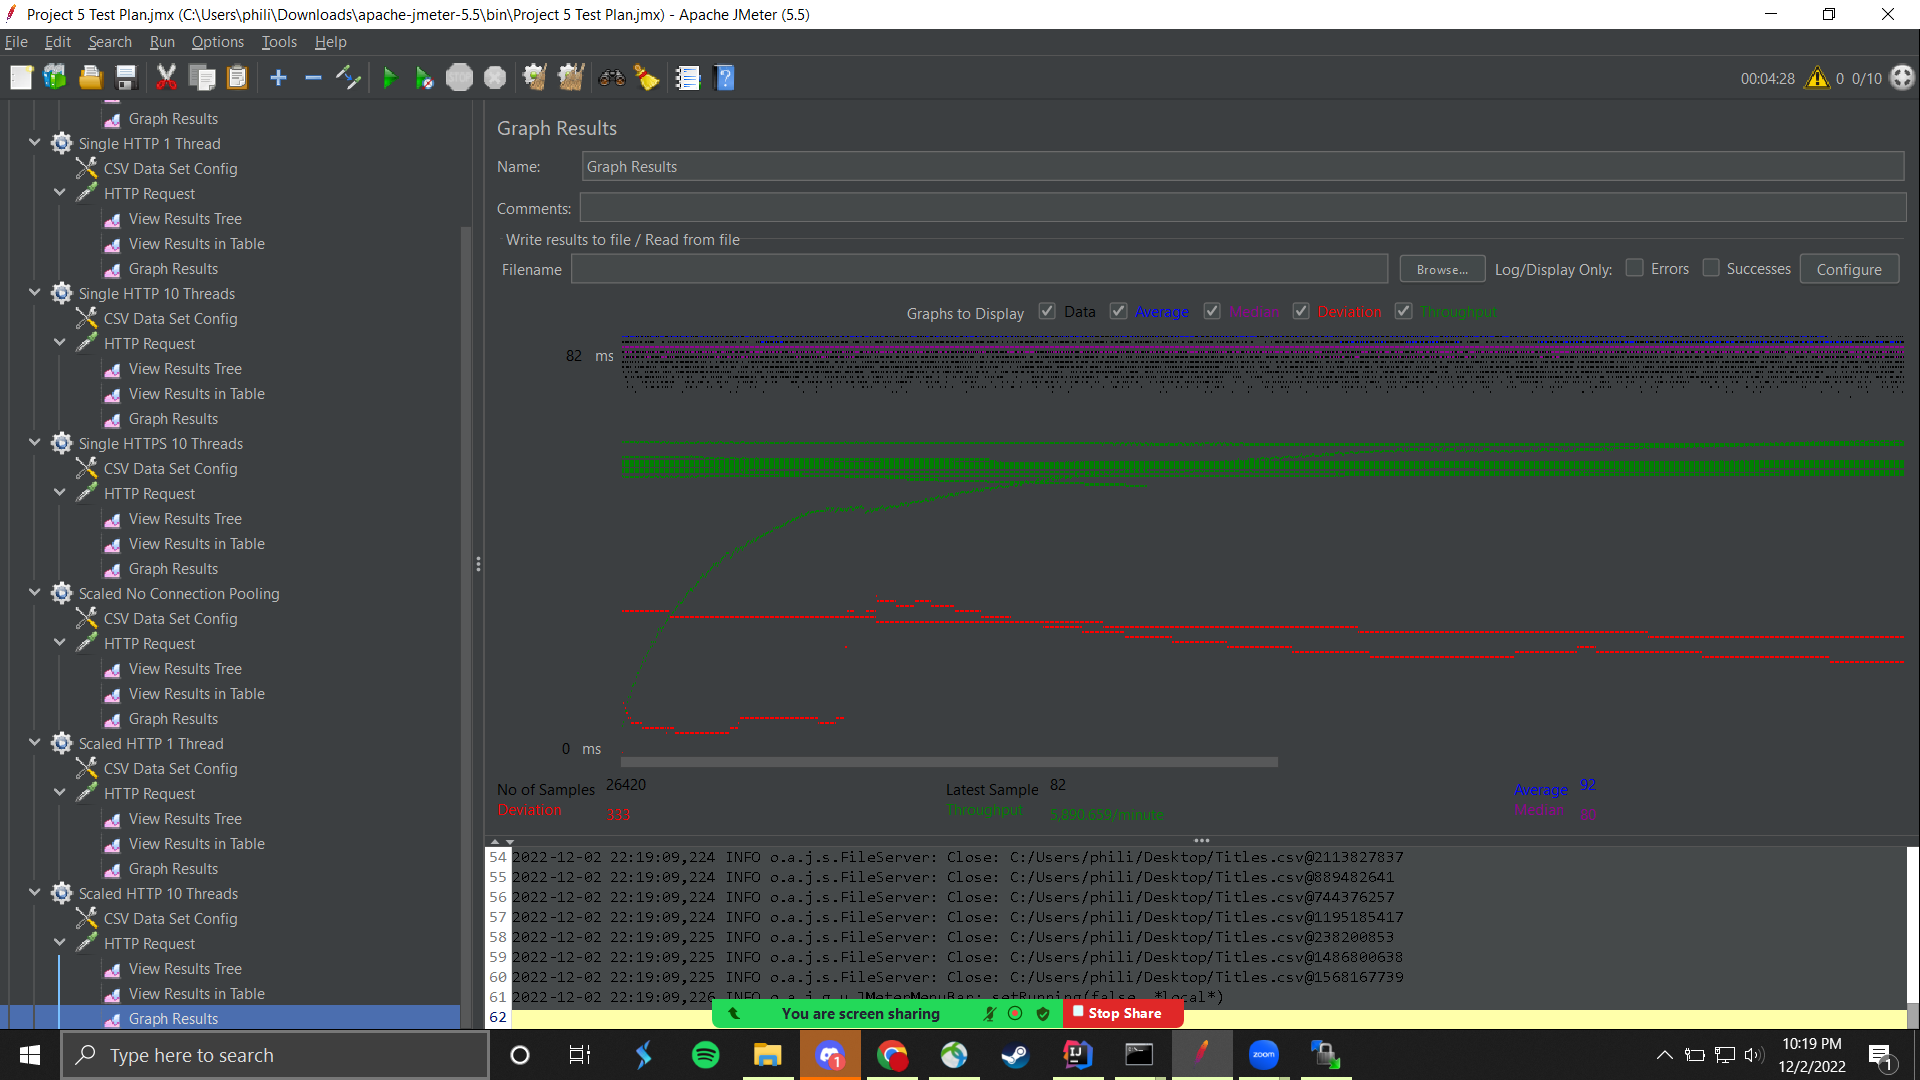 Project 5 Test Plan.jmx (C:\Users\phili\Downloads\apache-jmeter-5.5\bin\Project 5 Test Plan.jmx) - Apache JMeter (5.5)
File Edit Search Run Options Tools Help
STOP
00:04:28 0 0/10
Graph Results
Single HTTP 1 Thread
CSV Data Set Config
HTTP Request
View Results Tree
View Results in Table
Graph Results
Single HTTP 10 Threads
CSV Data Set Config
HTTP Request
View Results Tree
View Results in Table
Graph Results
Single HTTPS 10 Threads
CSV Data Set Config
HTTP Request
View Results Tree
View Results in Table
Graph Results
Scaled No Connection Pooling
CSV Data Set Config
HTTP Request
View Results Tree
View Results in Table
Graph Results
Scaled HTTP 1 Thread
CSV Data Set Config
HTTP Request
View Results Tree
View Results in Table
Graph Results
Scaled HTTP 10 Threads
CSV Data Set Config
HTTP Request
View Results Tree
View Results in Table
Graph Results
Graph Results
Name: Graph Results
Comments:
Write results to file / Read from file
Filename Browse... Log/Display Only: Errors Successes Configure
Graphs to Display Data Average Median Deviation Throughput
82 ms
0 ms
No of Samples 26420 Latest Sample 82 Average 92
Deviation 333 Throughput 5,890.659/minute Median
54 2022-12-02 22:19:09,224 INFO o.a.j.s.FileServer: Close: C:/Users/phili/Desktop/Titles.csv@2113827837
55 2022-12-02 22:19:09,224 INFO o.a.j.s.FileServer: Close: C:/Users/phili/Desktop/Titles.csv@889482641
56 2022-12-02 22:19:09,224 INFO o.a.j.s.FileServer: Close: C:/Users/phili/Desktop/Titles.csv@744376257
57 2022-12-02 22:19:09,224 INFO o.a.j.s.FileServer: Close: C:/Users/phili/Desktop/Titles.csv@1195185417
58 2022-12-02 22:19:09,225 INFO o.a.j.s.FileServer: Close: C:/Users/phili/Desktop/Titles.csv@238200853
59 2022-12-02 22:19:09,225 INFO o.a.j.s.FileServer: Close: C:/Users/phili/Desktop/Titles.csv@1486800638
60 2022-12-02 22:19:09,225 INFO o.a.j.s.FileServer: Close: C:/Users/phili/Desktop/Titles.csv@1568167739
61 2022-12-02 22:19:09,226 INFO o.a.j.g.u.JMeterMenuBar: setRunning(false, *local*)
62
You are screen sharing Stop Share
Type here to search
1
zoom
10:19 PM
12/2/2022
1